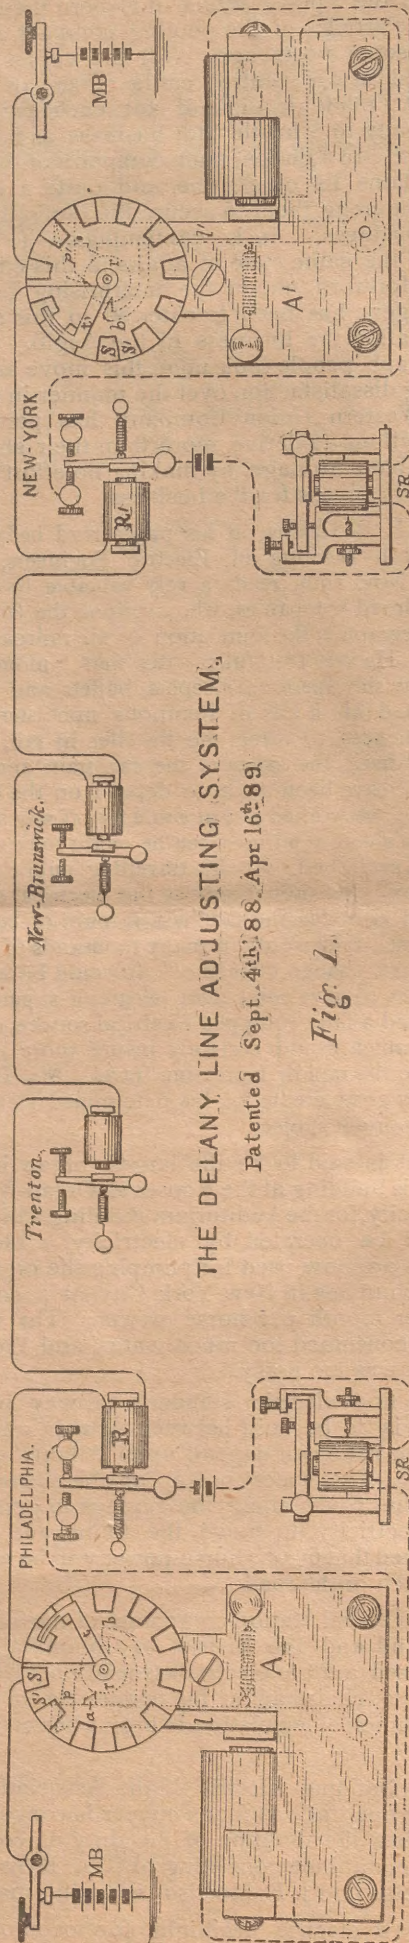 MB
S' S
p
t
a
b
r
l
A
PHILADELPHIA.
R
SR
Trenton.
New-Brunswick.
NEW-YORK
R'
SR
S
S'
t'
b'
r
p'
l'
A'
MB
THE DELANY LINE ADJUSTING SYSTEM.
Patented Sept. 4th, 88. Apr 16th 89.
Fig. 1.